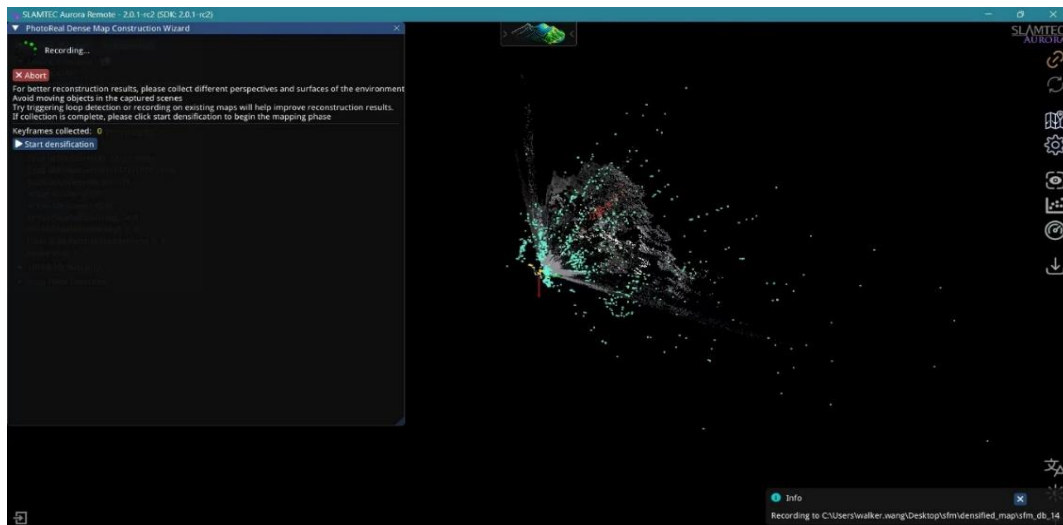 SLAMTEC Aurora Remote - 2.0.1-rc2 (SDK: 2.0.1-rc2)
PhotoReal Dense Map Construction Wizard
Recording...
Abort
For better reconstruction results, please collect different perspectives and surfaces of the environment
Avoid moving objects in the captured scenes
Try triggering loop detection or recording on existing maps will help improve reconstruction results.
If collection is complete, please click start densification to begin the mapping phase
Keyframes collected: 0
Start densification
SLAMTEC
AURORA
Info
Recording to C:\Users\walker.wang\Desktop\sfm\densified_map\sfm_db_14